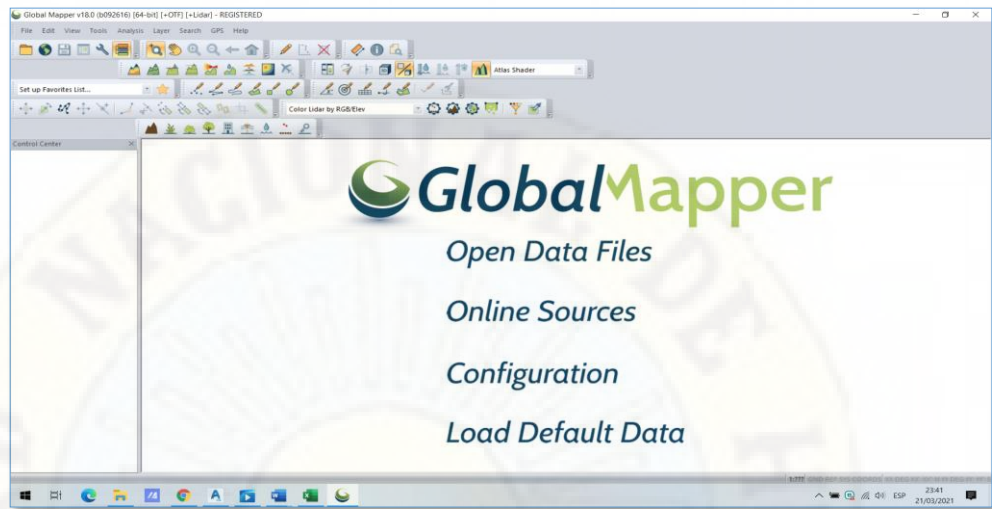 Global Mapper v18.0 (b092616) [64-bit] [+OTF] [+Lidar] - REGISTERED
File Edit View Tools Analysis Layer Search GPS Help
Atlas Shader
Set up Favorites List...
Color Lidar by RGB/Elev
Control Center
GlobalMapper
Open Data Files
Online Sources
Configuration
Load Default Data
NACIONAL DE
ESP
23:41
21/03/2021